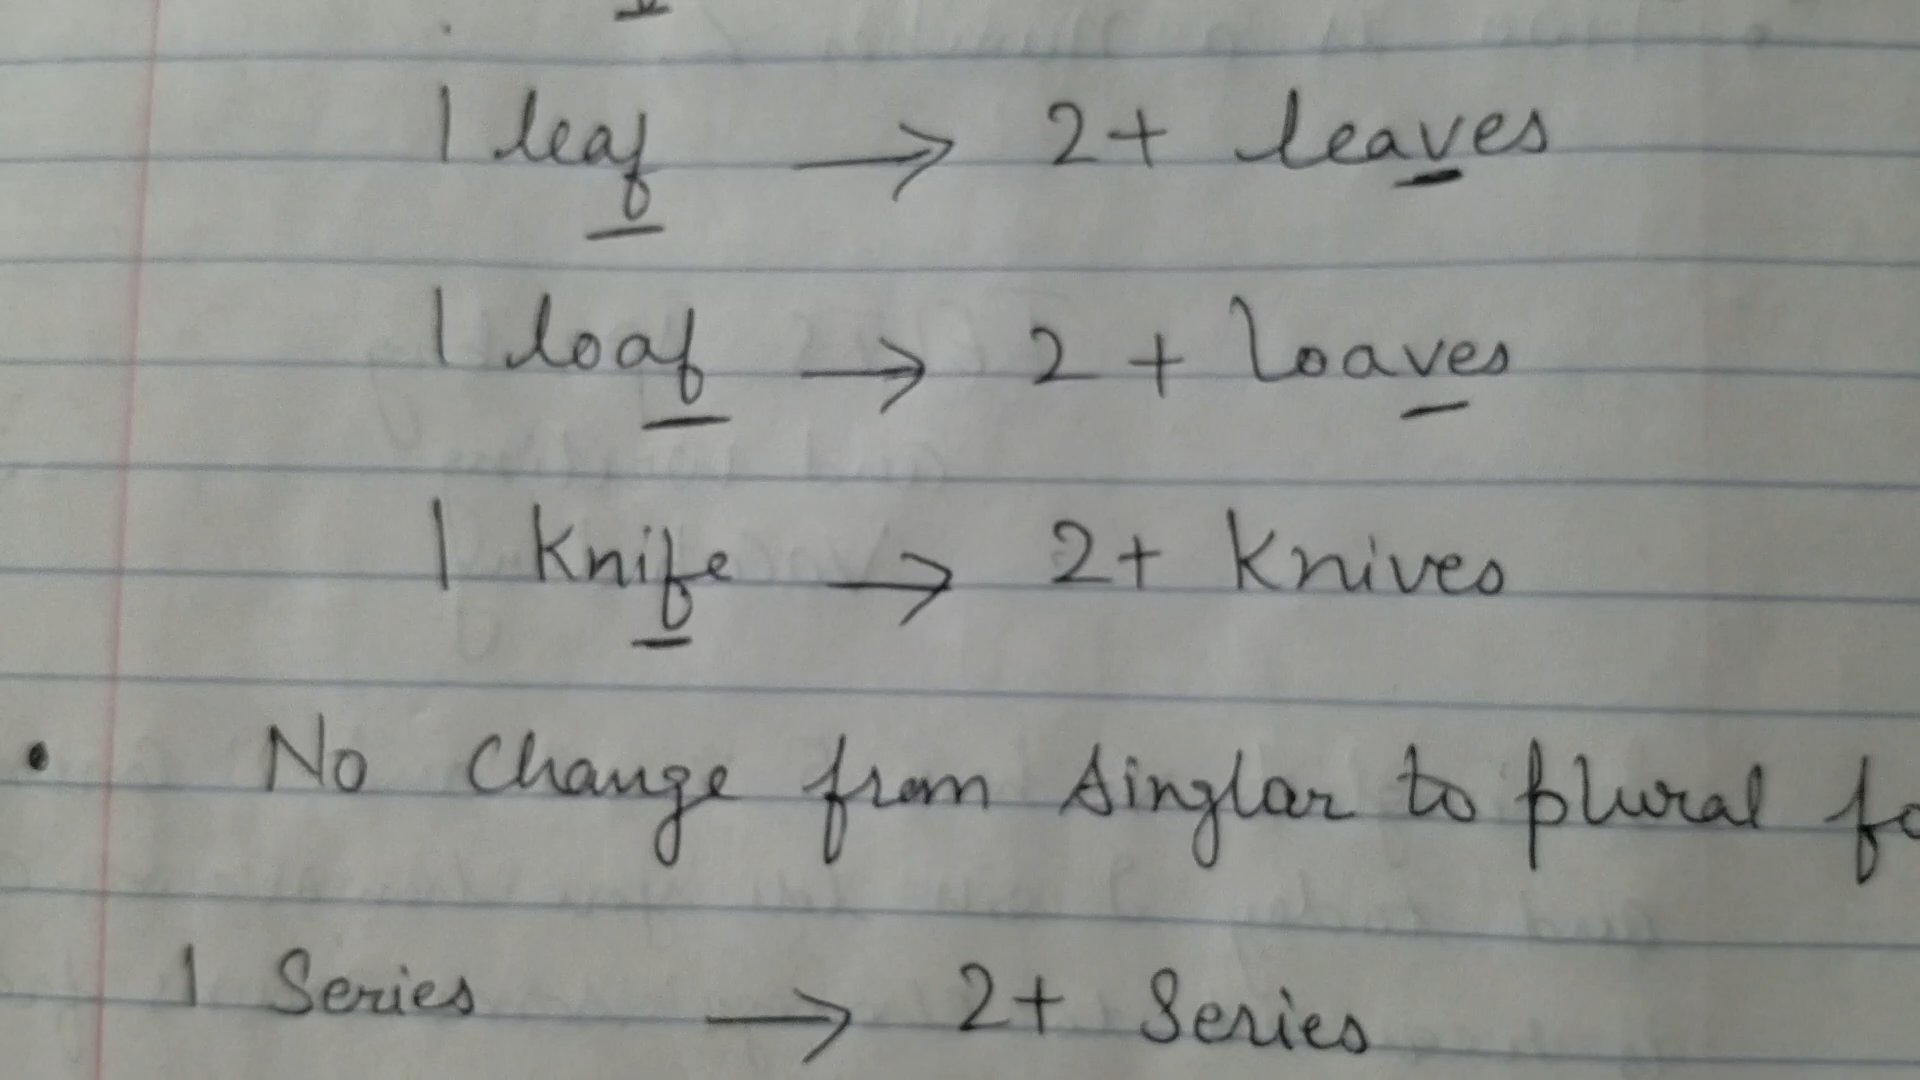 1 leaf → 2+ leaves
1 loaf → 2 + loaves
1 Knife → 2+ Knives
• No Change from singlar to plural fo
1 Series → 2+ Series